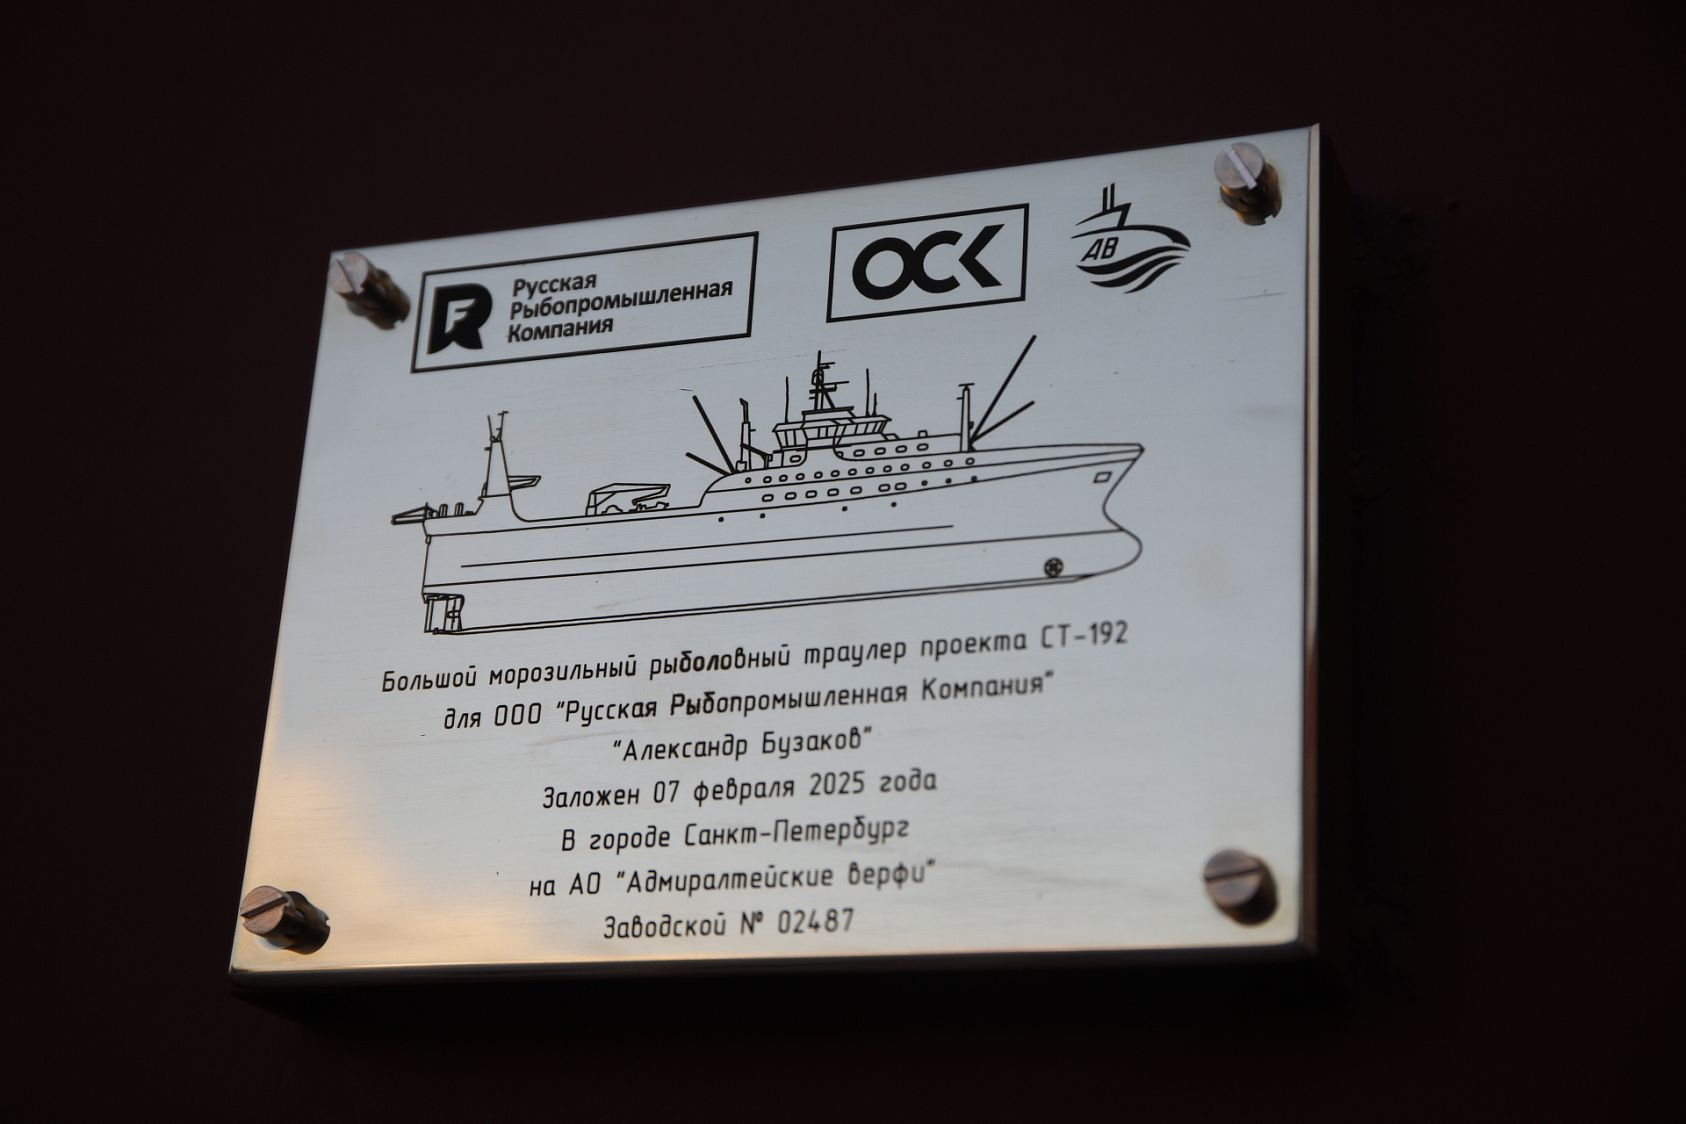 Русская
Рыбопромышленная
Компания
ОСК
АВ
Большой морозильный рыболовный траулер проекта СТ-192
для ООО "Русская Рыбопромышленная Компания"
"Александр Бузаков"
Заложен 07 февраля 2025 года
В городе Санкт-Петербург
на АО "Адмиралтейские верфи"
Заводской № 02487